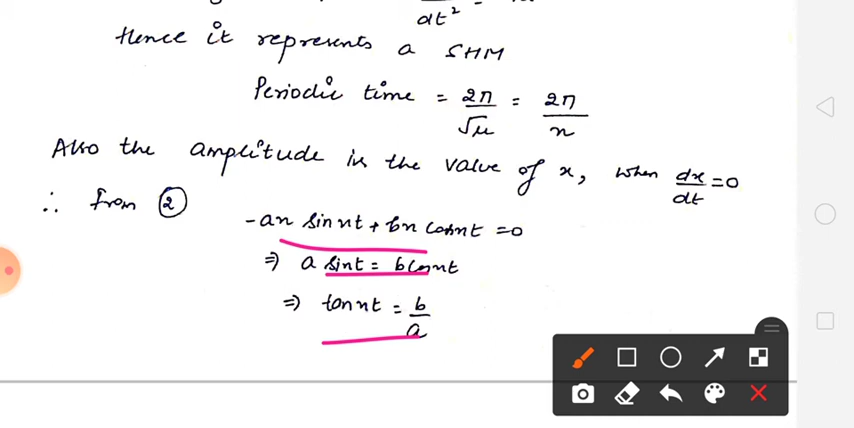 dt² =
Hence it represents a SHM
Periodic time = 2π/√μ = 2π/n
Also the amplitude is the value of x, when dx/dt = 0
∴ from ②
-an sin nt + bn cos nt = 0
⇒ a sin t = b cos nt
⇒ tan nt = b/a